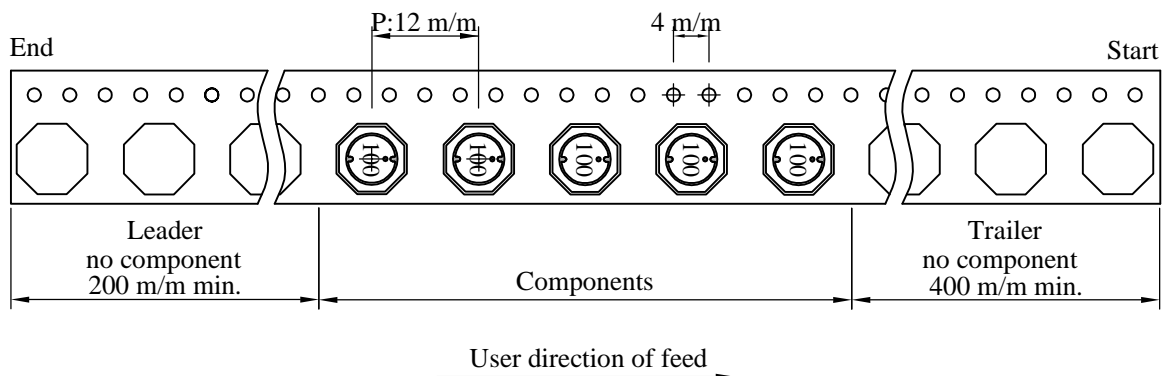 P:12 m/m
4 m/m
End
Start
100
100
100
100
100
Leader
no component
200 m/m min.
Components
Trailer
no component
400 m/m min.
User direction of feed